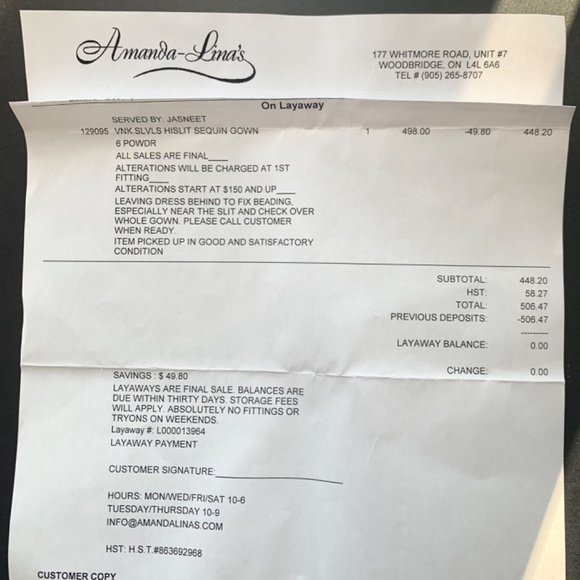 Amanda-Lina's
177 WHITMORE ROAD, UNIT #7
WOODBRIDGE, ON L4L 6A6
TEL # (905) 265-8707
On Layaway
SERVED BY: JASNEET
129095 VNK SLVLS HISLIT SEQUIN GOWN 1 498.00 -49.80 448.20
6 POWDR
ALL SALES ARE FINAL____
ALTERATIONS WILL BE CHARGED AT 1ST
FITTING____
ALTERATIONS START AT $150 AND UP____
LEAVING DRESS BEHIND TO FIX BEADING,
ESPECIALLY NEAR THE SLIT AND CHECK OVER
WHOLE GOWN. PLEASE CALL CUSTOMER
WHEN READY.
ITEM PICKED UP IN GOOD AND SATISFACTORY
CONDITION
SUBTOTAL: 448.20
HST: 58.27
TOTAL: 506.47
PREVIOUS DEPOSITS: -506.47
---------
LAYAWAY BALANCE: 0.00
CHANGE: 0.00
SAVINGS : $ 49.80
LAYAWAYS ARE FINAL SALE. BALANCES ARE
DUE WITHIN THIRTY DAYS. STORAGE FEES
WILL APPLY. ABSOLUTELY NO FITTINGS OR
TRYONS ON WEEKENDS.
Layaway #: L000013964
LAYAWAY PAYMENT
CUSTOMER SIGNATURE:____________________
HOURS: MON/WED/FRI/SAT 10-6
TUESDAY/THURSDAY 10-9
INFO@AMANDALINAS.COM
HST: H.S.T.#863692968
CUSTOMER COPY